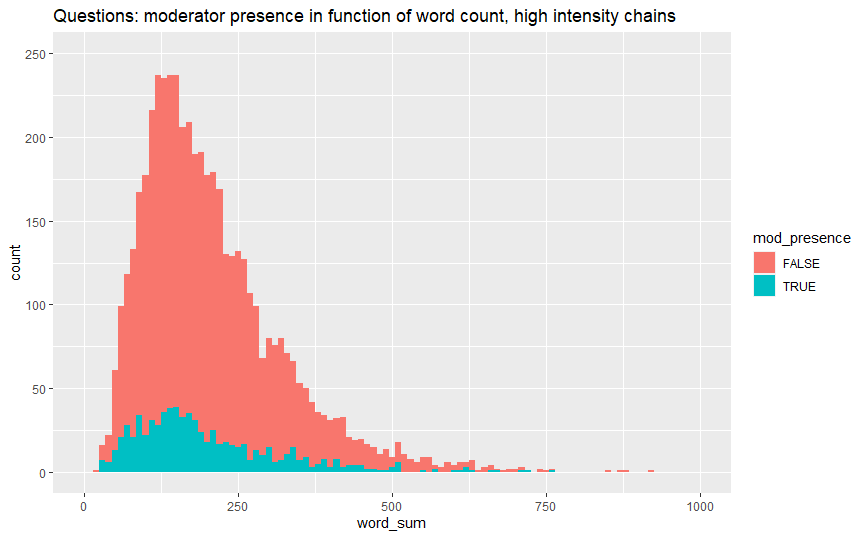 Questions: moderator presence in function of word count, high intensity chains
250
200
150
100
50
0
count
0
250
500
750
1000
word_sum
mod_presence
FALSE
TRUE